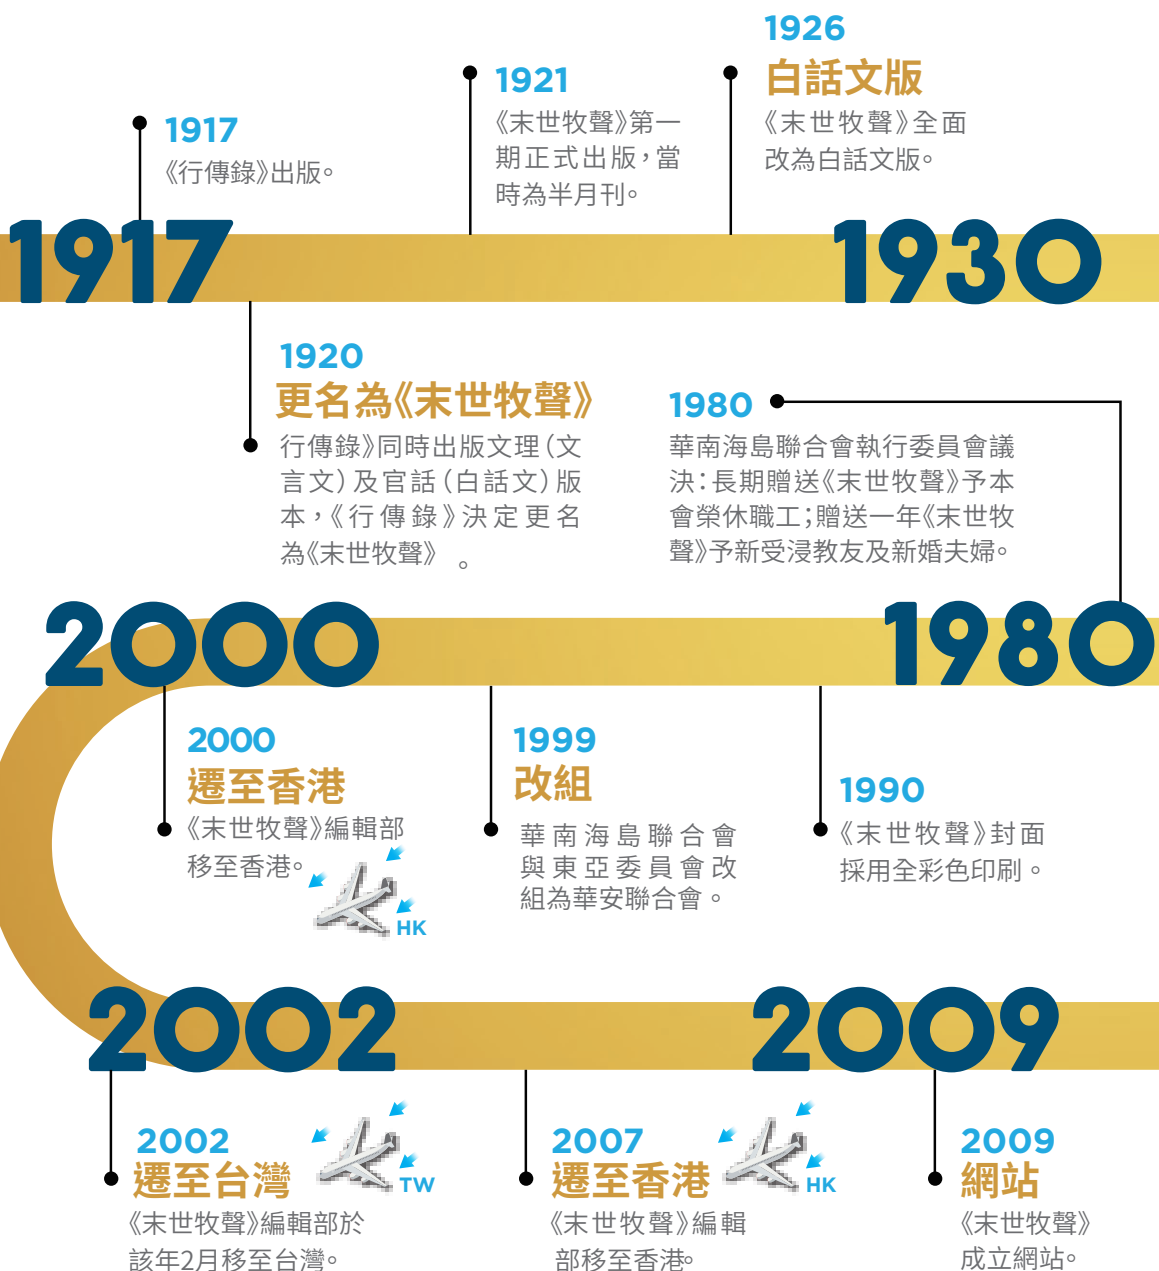 1917
《行傳錄》出版。
1921
《末世牧聲》第一
期正式出版,當
時為半月刊。
1926
白話文版
《末世牧聲》全面
改為白話文版。
1917
1930
1920
更名為《末世牧聲》
行傳錄》同時出版文理(文
言文)及官話(白話文)版
本,《行傳錄》決定更名
為《末世牧聲》。
1980
華南海島聯合會執行委員會議
決:長期贈送《末世牧聲》予本
會榮休職工;贈送一年《末世牧
聲》予新受浸教友及新婚夫婦。
2000
1980
2000
遷至香港
《末世牧聲》編輯部
移至香港。
HK
1999
改組
華南海島聯合會
與東亞委員會改
組為華安聯合會。
1990
《末世牧聲》封面
採用全彩色印刷。
2002
2009
2002
遷至台灣
《末世牧聲》編輯部於
該年2月移至台灣。
TW
2007
遷至香港
《末世牧聲》編輯
部移至香港。
HK
2009
網站
《末世牧聲》
成立網站。